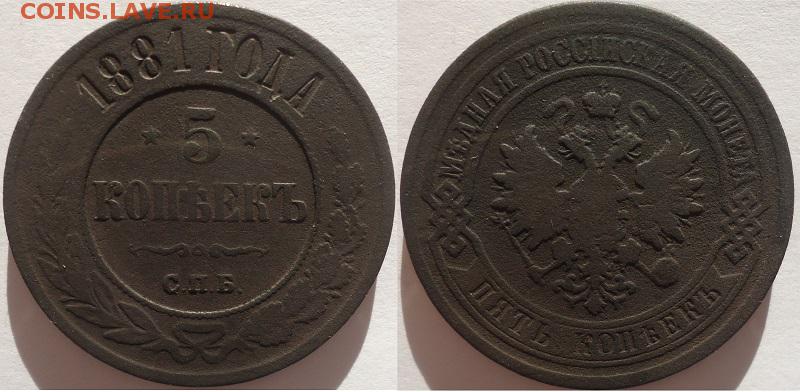 COINS.LAVE.RU
1881 ГОДА
5
КОПѢЕКЪ
С.П.Б.
МѢДНАЯ РОССІЙСКАЯ МОНЕТА
ПЯТЬ КОПѢЕКЪ